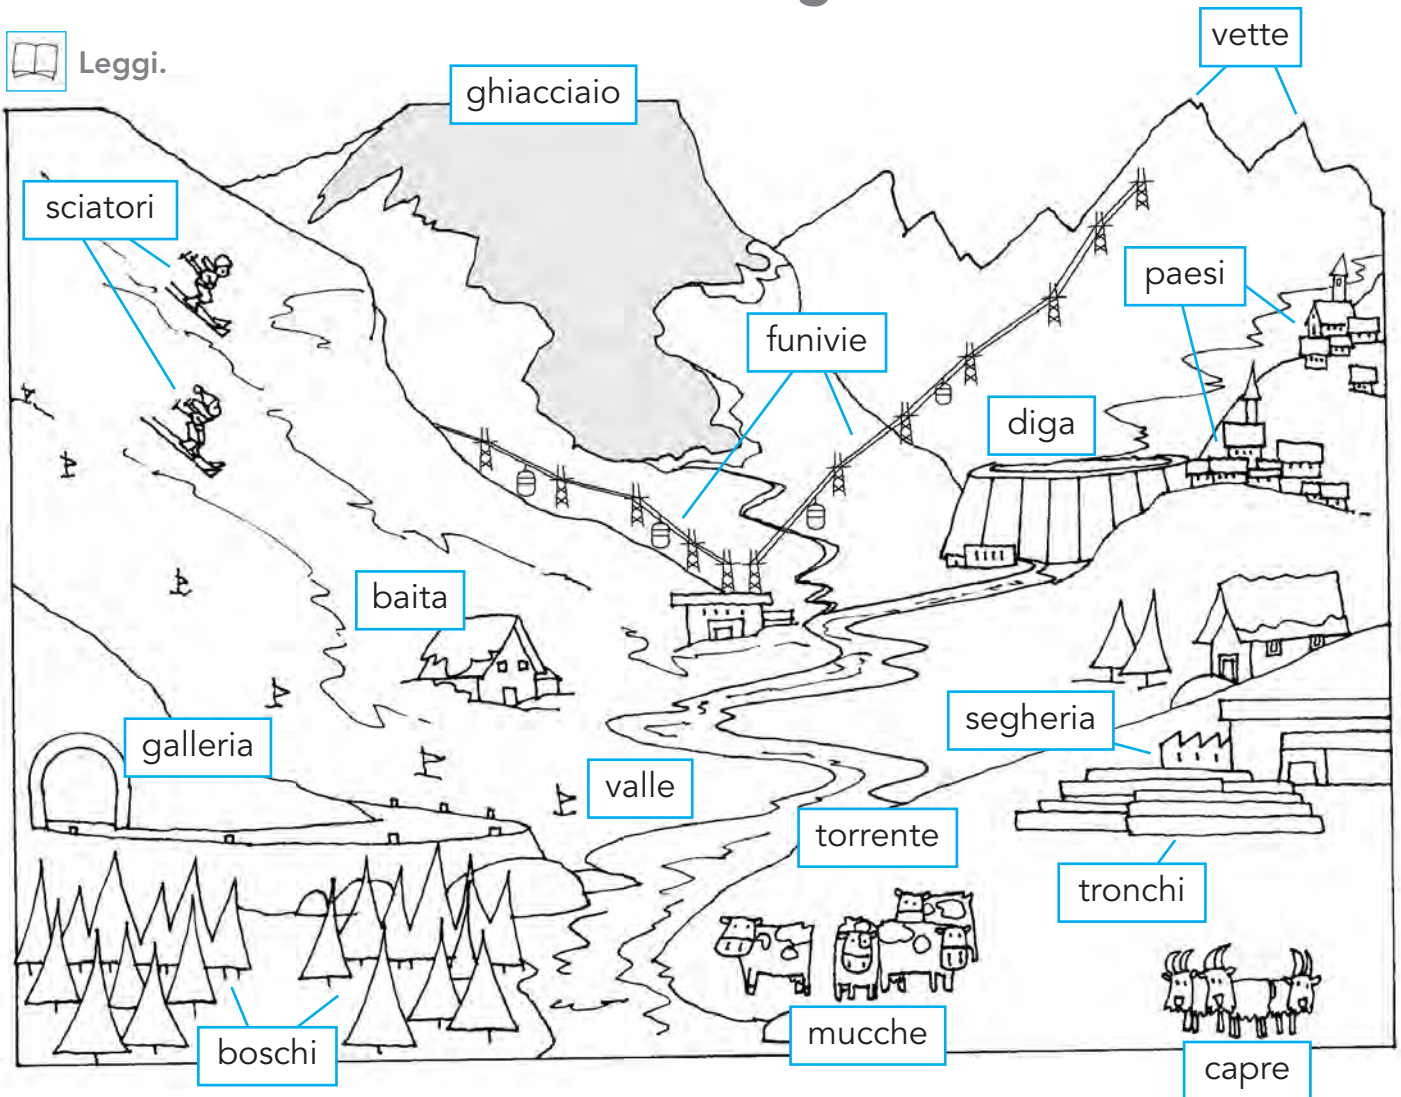 Leggi.
vette
ghiacciaio
sciatori
paesi
funivie
diga
baita
segheria
galleria
valle
torrente
tronchi
mucche
boschi
capre